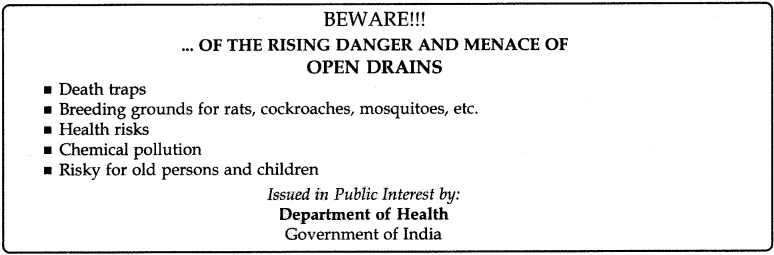 BEWARE!!!
... OF THE RISING DANGER AND MENACE OF
OPEN DRAINS
■ Death traps
■ Breeding grounds for rats, cockroaches, mosquitoes, etc.
■ Health risks
■ Chemical pollution
■ Risky for old persons and children
Issued in Public Interest by:
Department of Health
Government of India